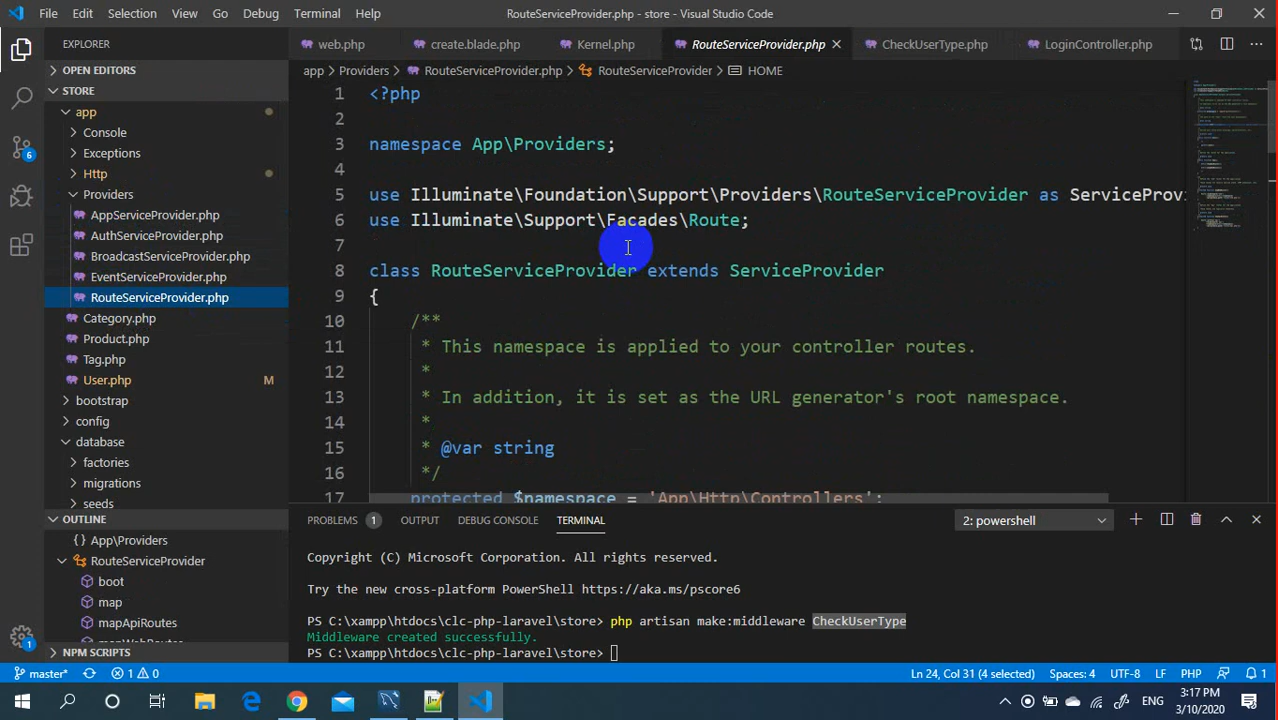 File Edit Selection View Go Debug Terminal Help RouteServiceProvider.php - store - Visual Studio Code
EXPLORER
OPEN EDITORS
STORE
app
Console
Exceptions
Http
Providers
AppServiceProvider.php
AuthServiceProvider.php
BroadcastServiceProvider.php
EventServiceProvider.php
RouteServiceProvider.php
Category.php
Product.php
Tag.php
User.php M
bootstrap
config
database
factories
migrations
seeds
OUTLINE
App\Providers
RouteServiceProvider
boot
map
mapApiRoutes
NPM SCRIPTS
6
1
web.php create.blade.php Kernel.php RouteServiceProvider.php CheckUserType.php LoginController.php
app > Providers > RouteServiceProvider.php > RouteServiceProvider > HOME
1 <?php
2
3 namespace App\Providers;
4
5 use Illuminate\Foundation\Support\Providers\RouteServiceProvider as ServiceProv
6 use Illuminate\Support\Facades\Route;
7
8 class RouteServiceProvider extends ServiceProvider
9 {
10 /**
11 * This namespace is applied to your controller routes.
12 *
13 * In addition, it is set as the URL generator's root namespace.
14 *
15 * @var string
16 */
17 protected $namespace = 'App\Http\Controllers';
PROBLEMS 1 OUTPUT DEBUG CONSOLE TERMINAL 2: powershell
Copyright (C) Microsoft Corporation. All rights reserved.
Try the new cross-platform PowerShell https://aka.ms/pscore6
PS C:\xampp\htdocs\clc-php-laravel\store> php artisan make:middleware CheckUserType
Middleware created successfully.
PS C:\xampp\htdocs\clc-php-laravel\store>
master* 1 0 Ln 24, Col 31 (4 selected) Spaces: 4 UTF-8 LF PHP 1
ENG 3:17 PM
3/10/2020